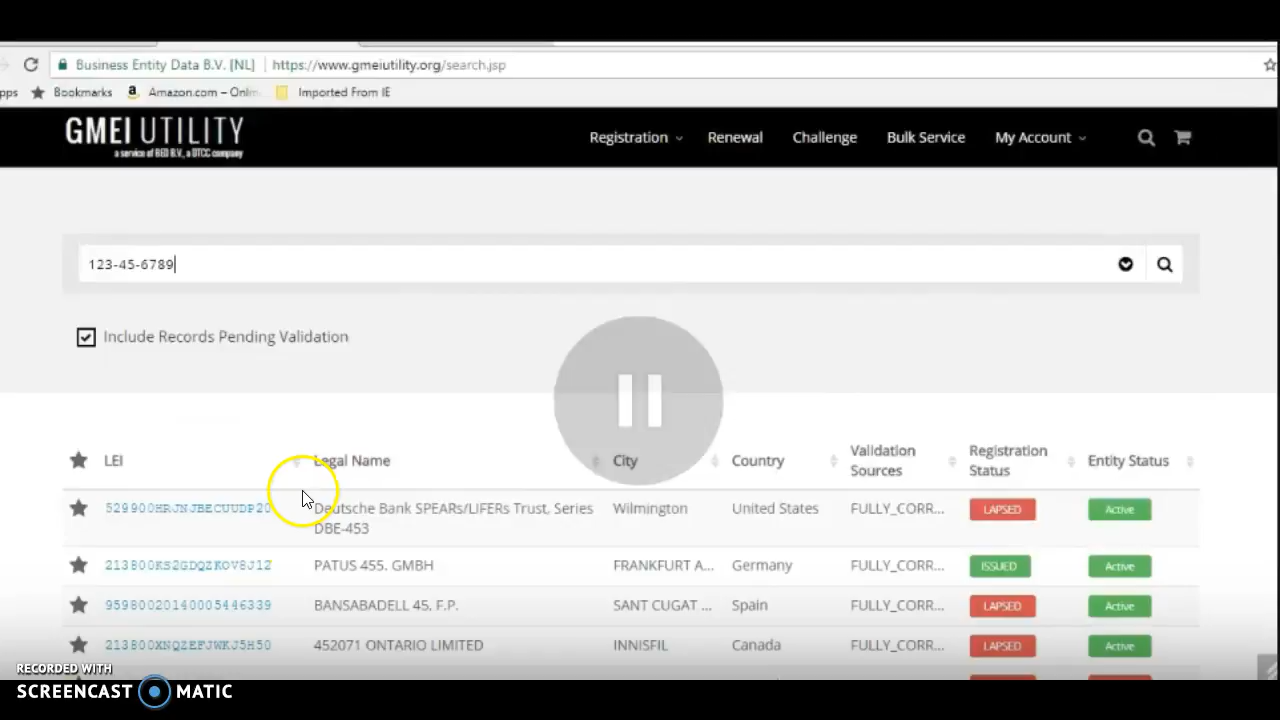 Business Entity Data B.V. [NL] https://www.gmeiutility.org/search.jsp
pps Bookmarks Amazon.com – Onlin Imported From IE
GMEI UTILITY
a service of BED B.V., a DTCC company
Registration Renewal Challenge Bulk Service My Account
123-45-6789
Include Records Pending Validation
LEI Legal Name City Country Validation Sources Registration Status Entity Status
529900HRJNJBECUUDP20 Deutsche Bank SPEARs/LIFERs Trust, Series DBE-453 Wilmington United States FULLY_CORR... LAPSED Active
213800KS2GDQZKOV8J12 PATUS 455. GMBH FRANKFURT A... Germany FULLY_CORR... ISSUED Active
95980020140005446339 BANSABADELL 45, F.P. SANT CUGAT ... Spain FULLY_CORR... LAPSED Active
213800XNQZEFJWKJ5H50 452071 ONTARIO LIMITED INNISFIL Canada FULLY_CORR... LAPSED Active
RECORDED WITH
SCREENCAST MATIC